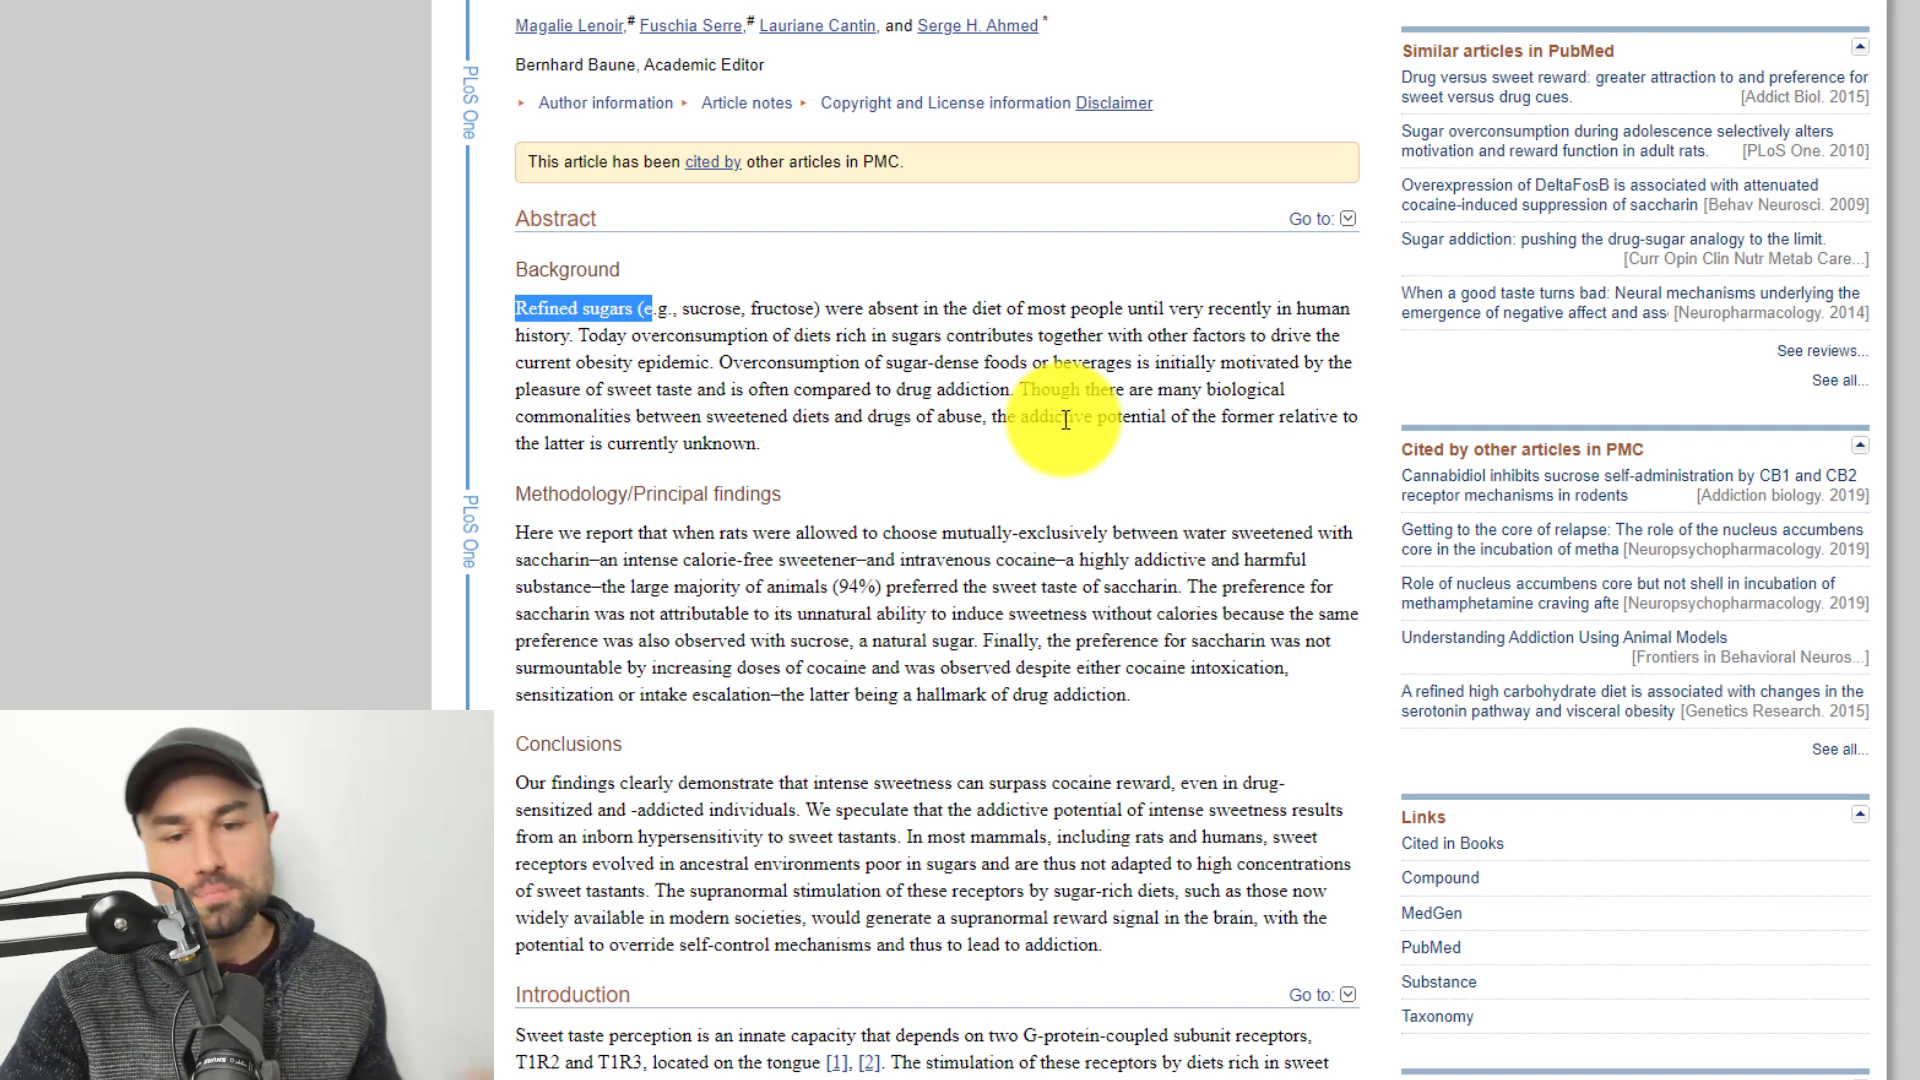 Magalie Lenoir,# Fuschia Serre,# Lauriane Cantin, and Serge H. Ahmed *
Bernhard Baune, Academic Editor
Author information Article notes Copyright and License information Disclaimer
This article has been cited by other articles in PMC.
Abstract
Go to:
Background
Refined sugars (e.g., sucrose, fructose) were absent in the diet of most people until very recently in human
history. Today overconsumption of diets rich in sugars contributes together with other factors to drive the
current obesity epidemic. Overconsumption of sugar-dense foods or beverages is initially motivated by the
pleasure of sweet taste and is often compared to drug addiction. Though there are many biological
commonalities between sweetened diets and drugs of abuse, the addictive potential of the former relative to
the latter is currently unknown.
Methodology/Principal findings
Here we report that when rats were allowed to choose mutually-exclusively between water sweetened with
saccharin–an intense calorie-free sweetener–and intravenous cocaine–a highly addictive and harmful
substance–the large majority of animals (94%) preferred the sweet taste of saccharin. The preference for
saccharin was not attributable to its unnatural ability to induce sweetness without calories because the same
preference was also observed with sucrose, a natural sugar. Finally, the preference for saccharin was not
surmountable by increasing doses of cocaine and was observed despite either cocaine intoxication,
sensitization or intake escalation–the latter being a hallmark of drug addiction.
Conclusions
Our findings clearly demonstrate that intense sweetness can surpass cocaine reward, even in drug-
sensitized and -addicted individuals. We speculate that the addictive potential of intense sweetness results
from an inborn hypersensitivity to sweet tastants. In most mammals, including rats and humans, sweet
receptors evolved in ancestral environments poor in sugars and are thus not adapted to high concentrations
of sweet tastants. The supranormal stimulation of these receptors by sugar-rich diets, such as those now
widely available in modern societies, would generate a supranormal reward signal in the brain, with the
potential to override self-control mechanisms and thus to lead to addiction.
Introduction
Go to:
Sweet taste perception is an innate capacity that depends on two G-protein-coupled subunit receptors,
T1R2 and T1R3, located on the tongue [1], [2]. The stimulation of these receptors by diets rich in sweet
PLoS One
PLoS One
Similar articles in PubMed
Drug versus sweet reward: greater attraction to and preference for
sweet versus drug cues. [Addict Biol. 2015]
Sugar overconsumption during adolescence selectively alters
motivation and reward function in adult rats. [PLoS One. 2010]
Overexpression of DeltaFosB is associated with attenuated
cocaine-induced suppression of saccharin [Behav Neurosci. 2009]
Sugar addiction: pushing the drug-sugar analogy to the limit.
[Curr Opin Clin Nutr Metab Care...]
When a good taste turns bad: Neural mechanisms underlying the
emergence of negative affect and ass [Neuropharmacology. 2014]
See reviews...
See all...
Cited by other articles in PMC
Cannabidiol inhibits sucrose self-administration by CB1 and CB2
receptor mechanisms in rodents [Addiction biology. 2019]
Getting to the core of relapse: The role of the nucleus accumbens
core in the incubation of metha [Neuropsychopharmacology. 2019]
Role of nucleus accumbens core but not shell in incubation of
methamphetamine craving afte [Neuropsychopharmacology. 2019]
Understanding Addiction Using Animal Models
[Frontiers in Behavioral Neuros...]
A refined high carbohydrate diet is associated with changes in the
serotonin pathway and visceral obesity [Genetics Research. 2015]
See all...
Links
Cited in Books
Compound
MedGen
PubMed
Substance
Taxonomy